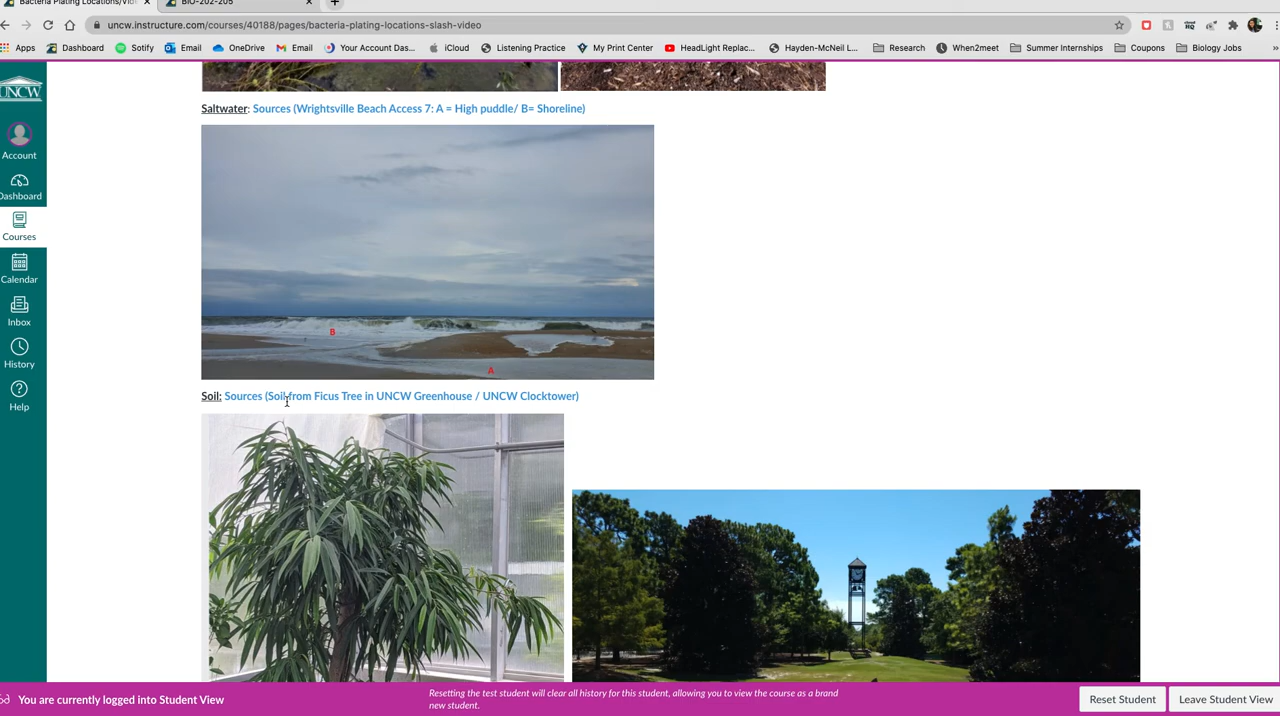 Bacteria Plating Locations/Vid
BIO-202-205
uncw.instructure.com/courses/40188/pages/bacteria-plating-locations-slash-video
Apps Dashboard Spotify Email OneDrive Email Your Account Das... iCloud Listening Practice My Print Center HeadLight Replac... Hayden-McNeil L... Research When2meet Summer Internships Coupons Biology Jobs »
UNCW
Account
Dashboard
Courses
Calendar
Inbox
History
Help
Saltwater: Sources (Wrightsville Beach Access 7: A = High puddle/ B= Shoreline)
B
A
Soil: Sources (Soil from Ficus Tree in UNCW Greenhouse / UNCW Clocktower)
You are currently logged into Student View
Resetting the test student will clear all history for this student, allowing you to view the course as a brand
new student.
Reset Student
Leave Student View